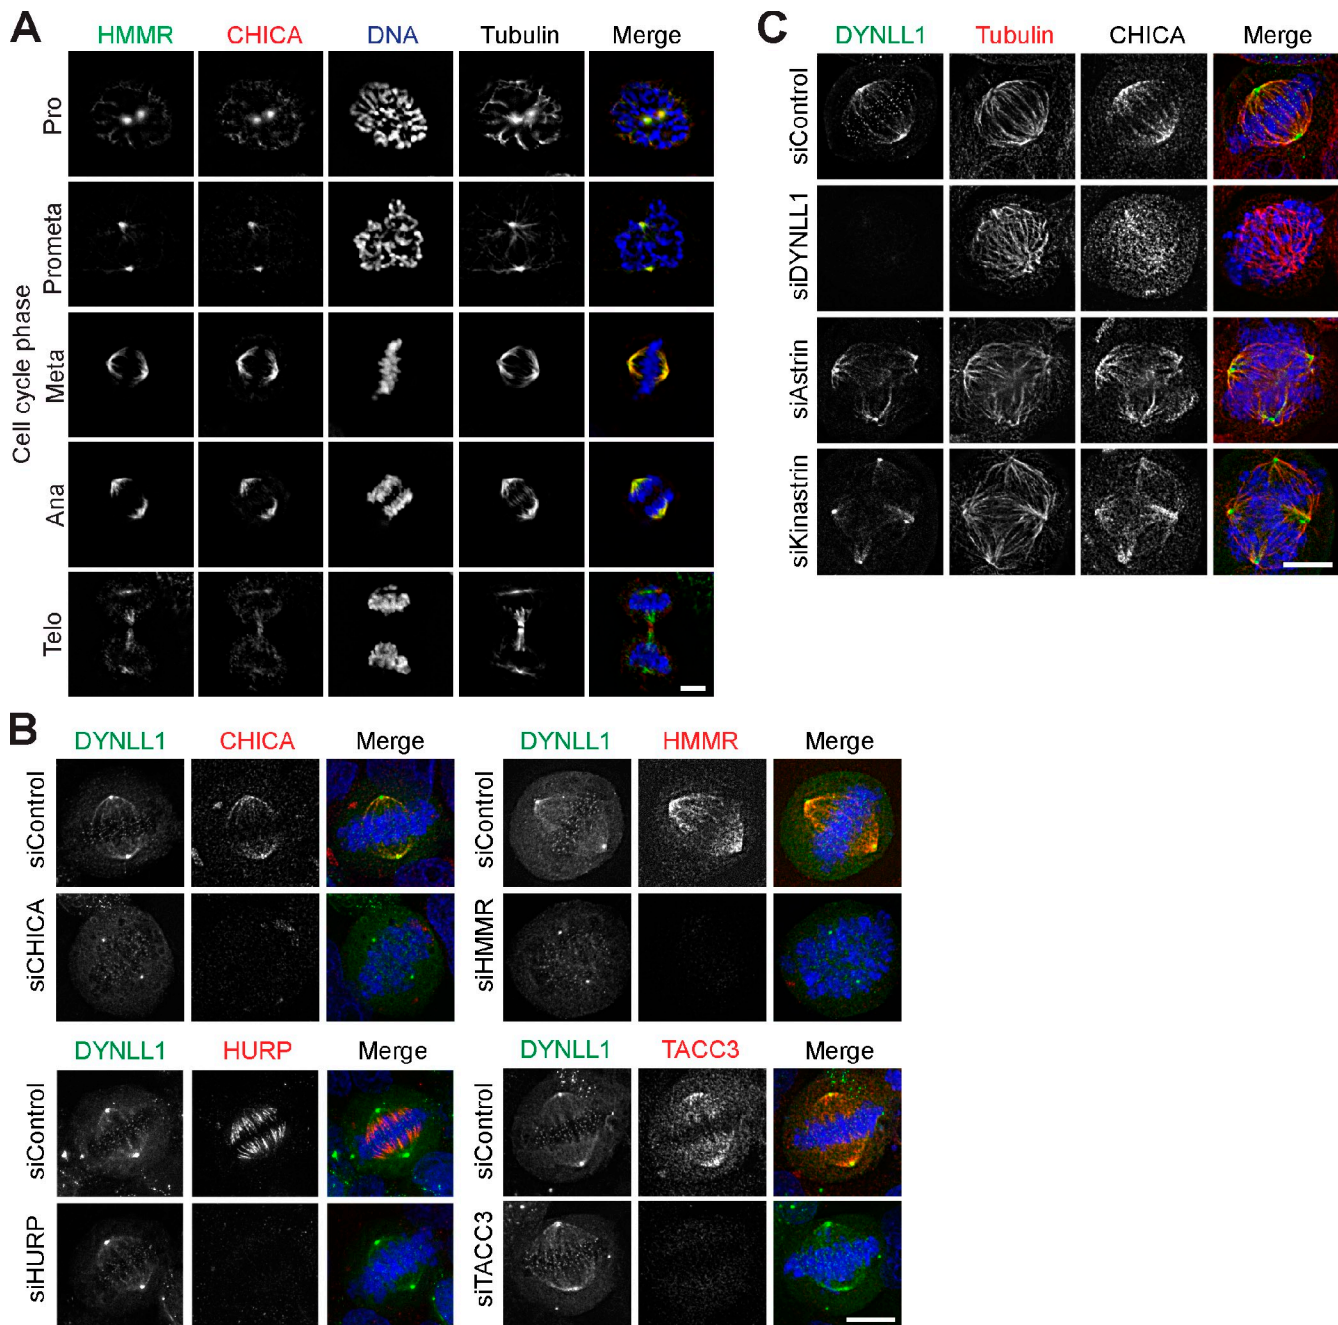 A
HMMR CHICA DNA Tubulin Merge
Cell cycle phase
Pro
Prometa
Meta
Ana
Telo
C
DYNLL1 Tubulin CHICA Merge
siControl
siDYNLL1
siAstrin
siKinastrin
B
DYNLL1 CHICA Merge
siControl
siCHICA
DYNLL1 HMMR Merge
siControl
siHMMR
DYNLL1 HURP Merge
siControl
siHURP
DYNLL1 TACC3 Merge
siControl
siTACC3